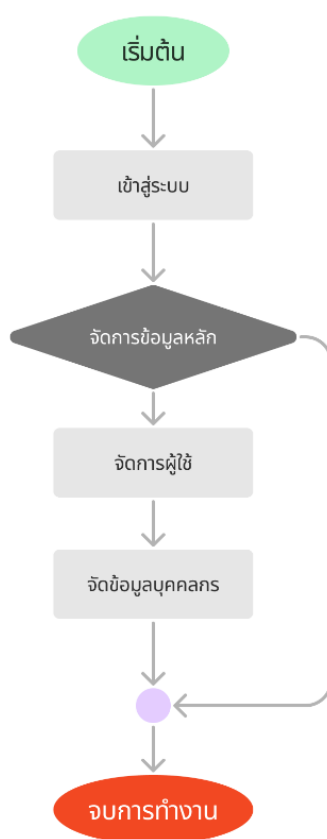 เริ่มต้น
เข้าสู่ระบบ
จัดการข้อมูลหลัก
จัดการผู้ใช้
จัดข้อมูลบุคคลกร
จบการทำงาน